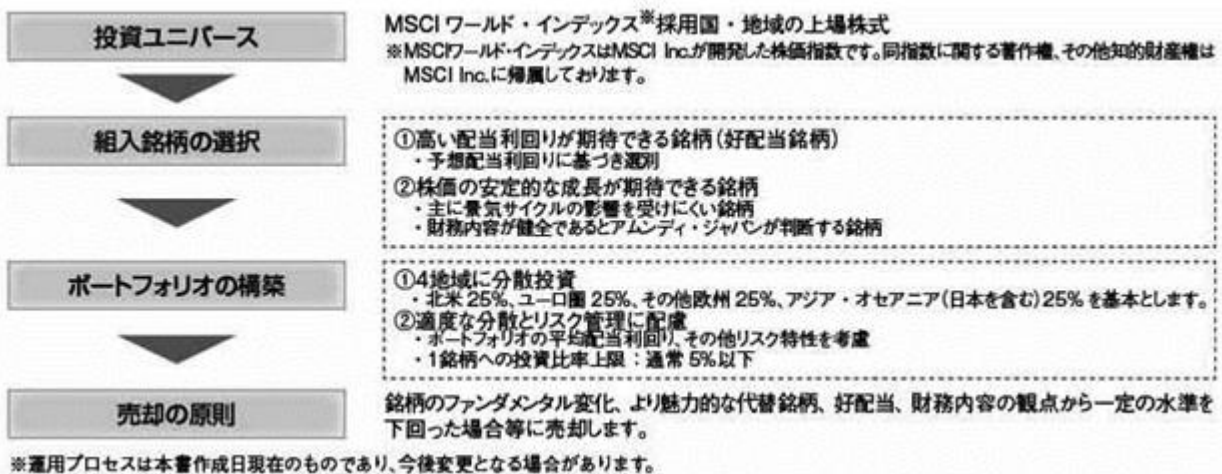 投資ユニバース
MSCI ワールド・インデックス※採用国・地域の上場株式
※MSCIワールド・インデックスはMSCI Inc.が開発した株価指数です。同指数に関する著作権、その他知的財産権は
MSCI Inc.に帰属しております。
組入銘柄の選択
①高い配当利回りが期待できる銘柄(好配当銘柄)
・予想配当利回りに基づき選別
②株価の安定的な成長が期待できる銘柄
・主に景気サイクルの影響を受けにくい銘柄
・財務内容が健全であるとアムンディ・ジャパンが判断する銘柄
ポートフォリオの構築
①4地域に分散投資
・北米 25%、ユーロ圏 25%、その他欧州 25%、アジア・オセアニア(日本を含む)25% を基本とします。
②適度な分散とリスク管理に配慮
・ポートフォリオの平均配当利回り、その他リスク特性を考慮
・1銘柄への投資比率上限:通常 5%以下
売却の原則
銘柄のファンダメンタル変化、より魅力的な代替銘柄、好配当、財務内容の観点から一定の水準を
下回った場合等に売却します。
※運用プロセスは本書作成日現在のものであり、今後変更となる場合があります。